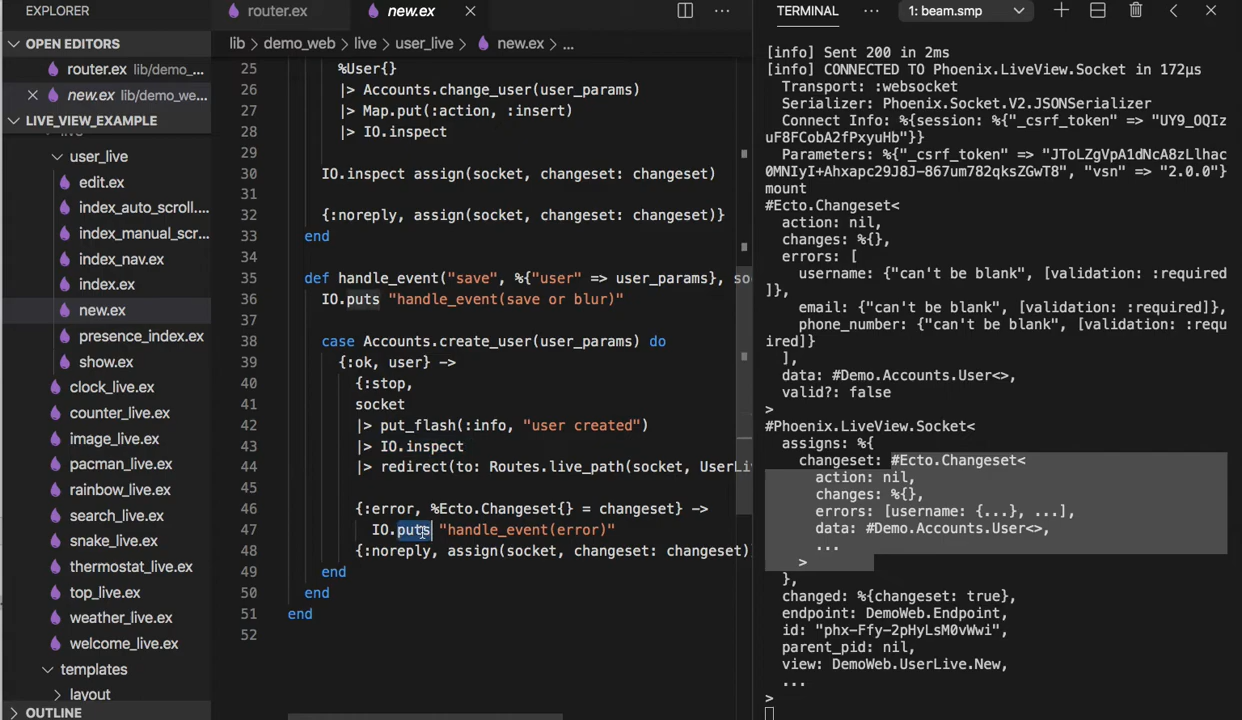 EXPLORER
OPEN EDITORS
router.ex lib/demo_...
new.ex lib/demo_we...
LIVE_VIEW_EXAMPLE
user_live
edit.ex
index_auto_scroll....
index_manual_scr...
index_nav.ex
index.ex
new.ex
presence_index.ex
show.ex
clock_live.ex
counter_live.ex
image_live.ex
pacman_live.ex
rainbow_live.ex
search_live.ex
snake_live.ex
thermostat_live.ex
top_live.ex
weather_live.ex
welcome_live.ex
templates
layout
OUTLINE
router.ex
new.ex
lib > demo_web > live > user_live > new.ex > ...
25 %User{}
26 |> Accounts.change_user(user_params)
27 |> Map.put(:action, :insert)
28 |> IO.inspect
29
30 IO.inspect assign(socket, changeset: changeset)
31
32 {:noreply, assign(socket, changeset: changeset)}
33 end
34
35 def handle_event("save", %{"user" => user_params}, so
36 IO.puts "handle_event(save or blur)"
37
38 case Accounts.create_user(user_params) do
39 {:ok, user} ->
40 {:stop,
41 socket
42 |> put_flash(:info, "user created")
43 |> IO.inspect
44 |> redirect(to: Routes.live_path(socket, UserLi
45
46 {:error, %Ecto.Changeset{} = changeset} ->
47 IO.puts "handle_event(error)"
48 {:noreply, assign(socket, changeset: changeset)
49 end
50 end
51 end
52
TERMINAL ... 1: beam.smp
[info] Sent 200 in 2ms
[info] CONNECTED TO Phoenix.LiveView.Socket in 172µs
Transport: :websocket
Serializer: Phoenix.Socket.V2.JSONSerializer
Connect Info: %{session: %{"_csrf_token" => "UY9_OQIz
uF8FCobA2fPxyuHb"}}
Parameters: %{"_csrf_token" => "JToLZgVpA1dNcA8zLlhac
0MNIyI+Ahxapc29J8J-867um782qksZGwT8", "vsn" => "2.0.0"}
mount
#Ecto.Changeset<
action: nil,
changes: %{},
errors: [
username: {"can't be blank", [validation: :required
]},
email: {"can't be blank", [validation: :required]},
phone_number: {"can't be blank", [validation: :requ
ired]}
],
data: #Demo.Accounts.User<>,
valid?: false
>
#Phoenix.LiveView.Socket<
assigns: %{
changeset: #Ecto.Changeset<
action: nil,
changes: %{},
errors: [username: {...}, ...],
data: #Demo.Accounts.User<>,
...
>
},
changed: %{changeset: true},
endpoint: DemoWeb.Endpoint,
id: "phx-Ffy-2pHyLsM0vWwi",
parent_pid: nil,
view: DemoWeb.UserLive.New,
...
>